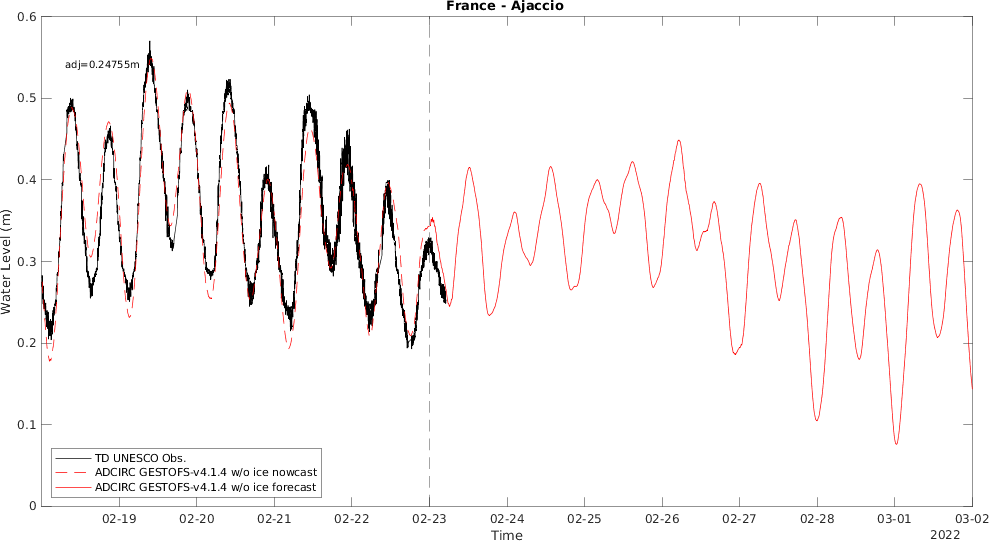 France - Ajaccio
adj=0.24755m
Water Level (m)
0.6
0.5
0.4
0.3
0.2
0.1
0
TD UNESCO Obs.
ADCIRC GESTOFS-v4.1.4 w/o ice nowcast
ADCIRC GESTOFS-v4.1.4 w/o ice forecast
02-19 02-20 02-21 02-22 02-23 02-24 02-25 02-26 02-27 02-28 03-01 03-02
Time
2022